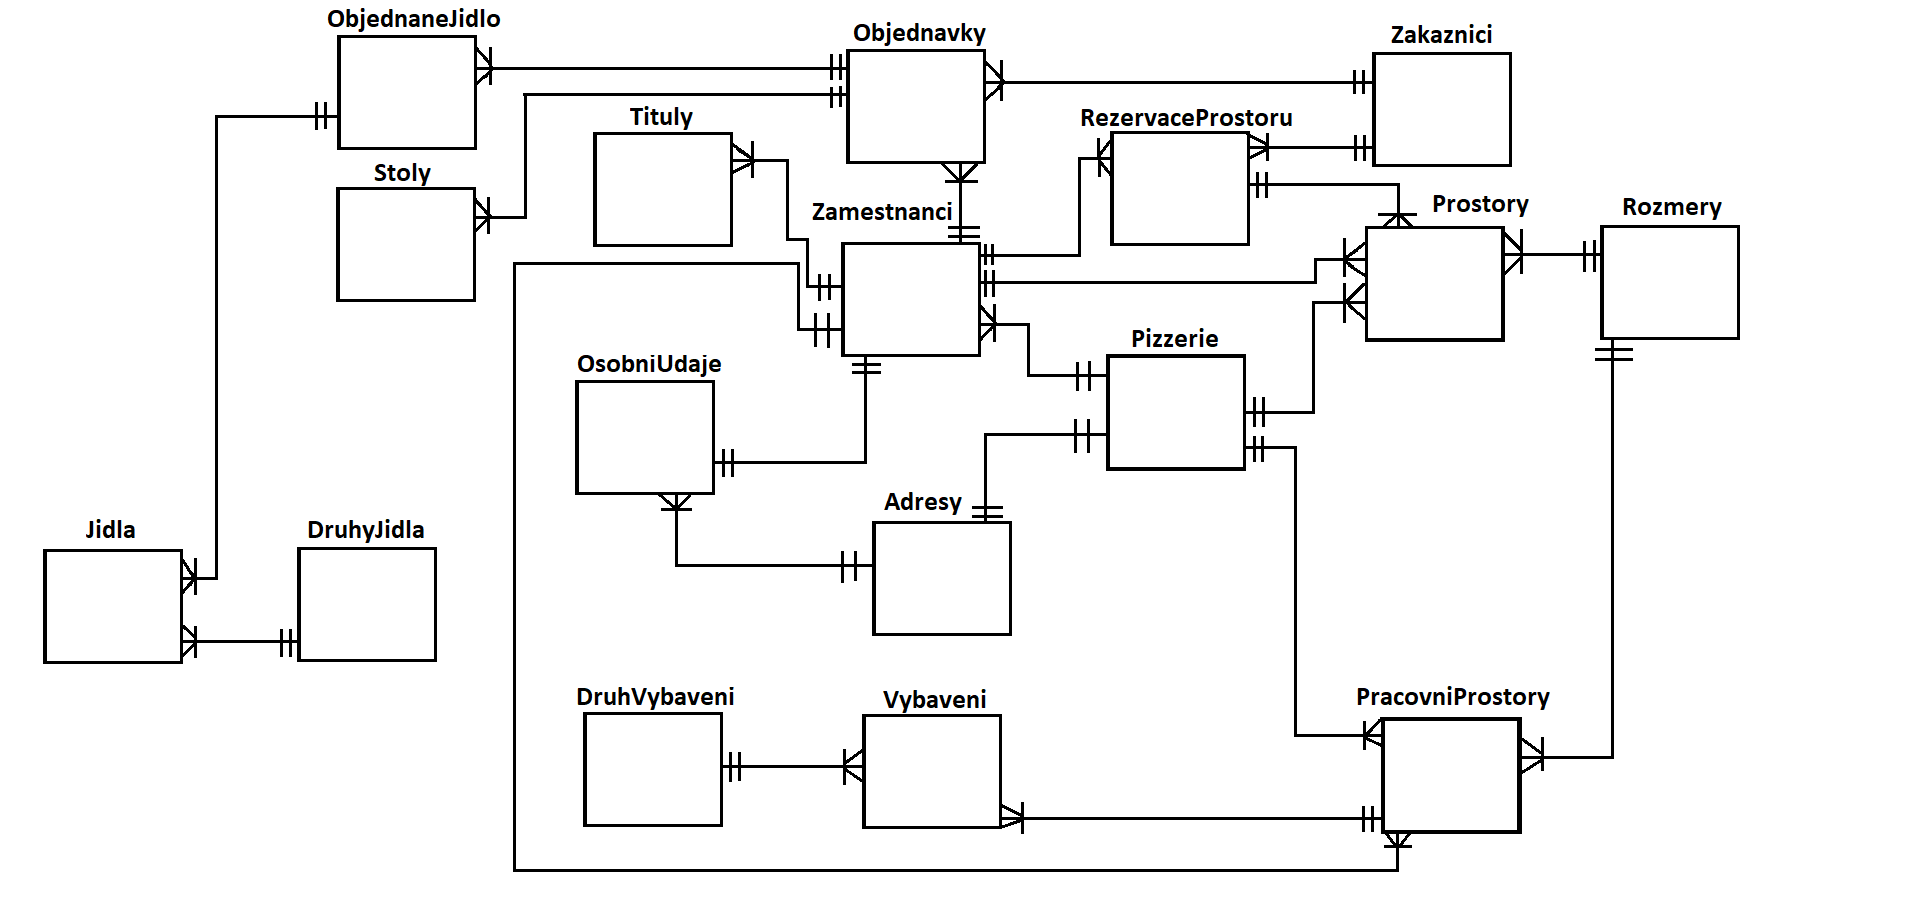 ObjednaneJidlo
Objednavky
Zakaznici
Tituly
RezervaceProstoru
Stoly
Zamestnanci
Prostory
Rozmery
Pizzerie
OsobniUdaje
Adresy
Jidla
DruhyJidla
DruhVybaveni
Vybaveni
PracovniProstory